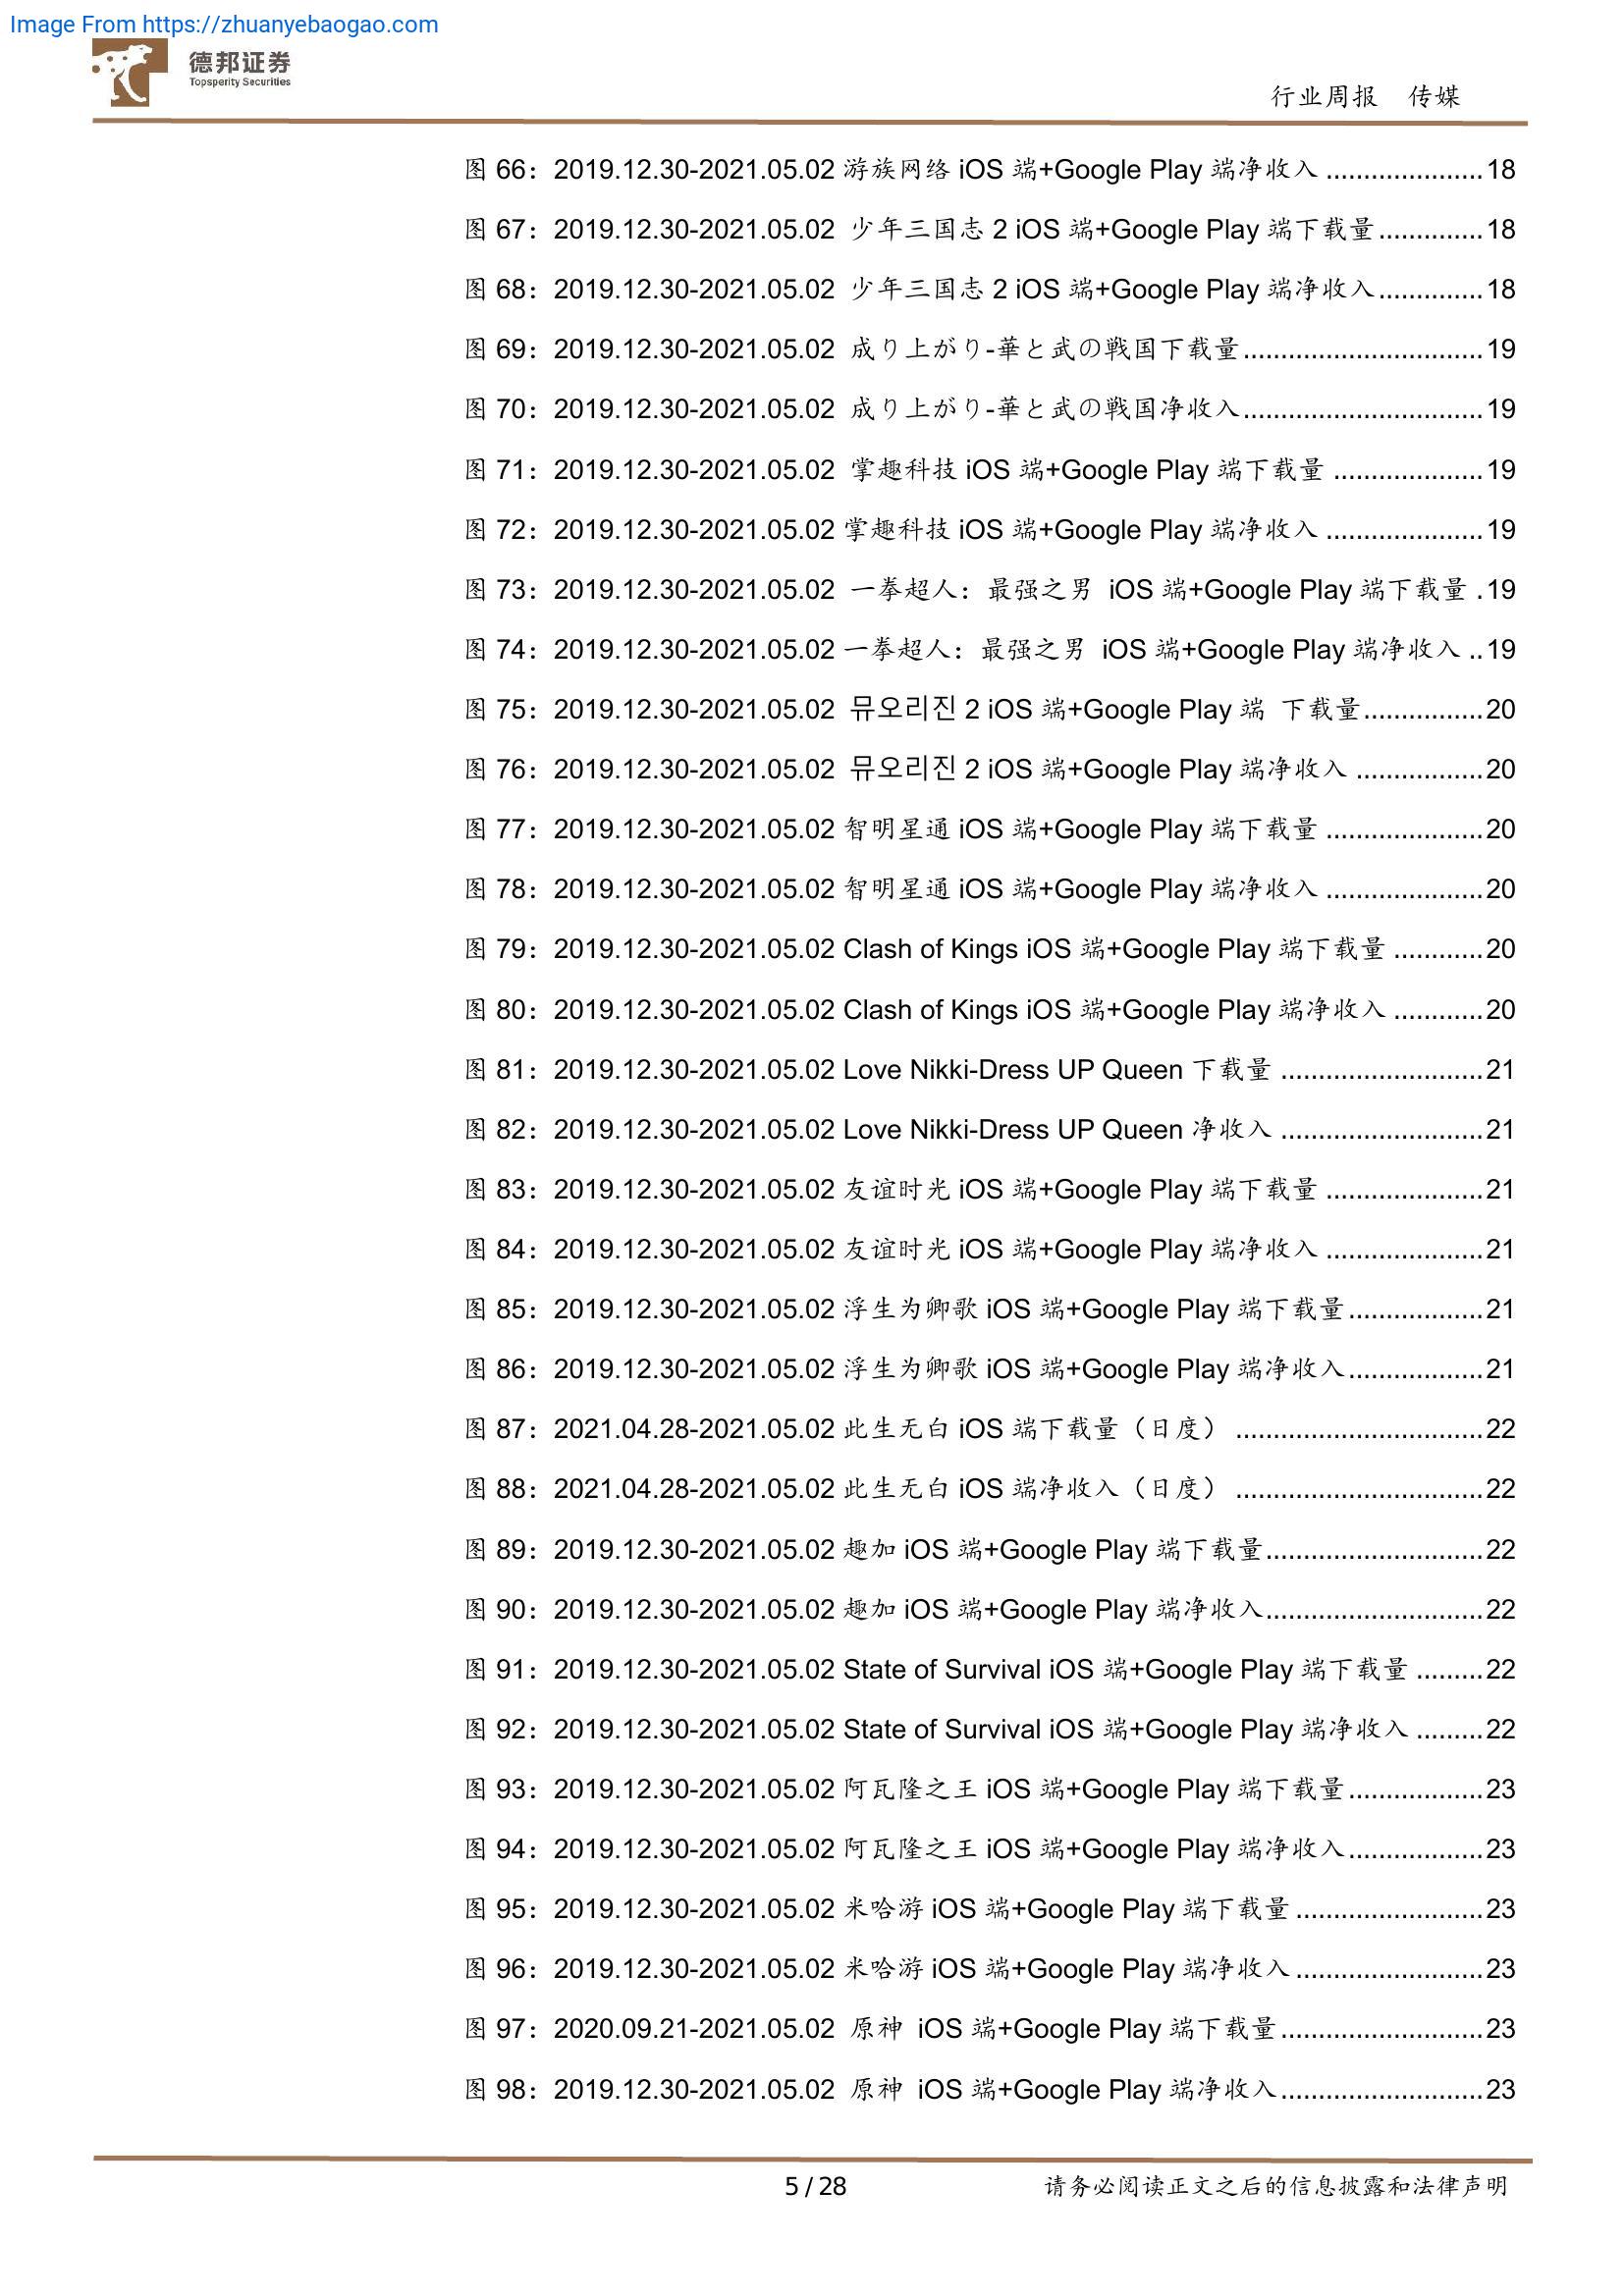 Image From https://zhuanyebaogao.com
德邦证券
Topsperity Securities
行业周报 传媒
图 66：2019.12.30-2021.05.02 游族网络 iOS 端+Google Play 端净收入 .....................18
图 67：2019.12.30-2021.05.02 少年三国志 2 iOS 端+Google Play 端下载量..............18
图 68：2019.12.30-2021.05.02 少年三国志 2 iOS 端+Google Play 端净收入..............18
图 69：2019.12.30-2021.05.02 成り上がり-華と武の戦国下载量................................19
图 70：2019.12.30-2021.05.02 成り上がり-華と武の戦国净收入................................19
图 71：2019.12.30-2021.05.02 掌趣科技 iOS 端+Google Play 端下载量 ....................19
图 72：2019.12.30-2021.05.02 掌趣科技 iOS 端+Google Play 端净收入 .....................19
图 73：2019.12.30-2021.05.02 一拳超人：最强之男 iOS 端+Google Play 端下载量 .19
图 74：2019.12.30-2021.05.02 一拳超人：最强之男 iOS 端+Google Play 端净收入 ..19
图 75：2019.12.30-2021.05.02 뮤오리진 2 iOS 端+Google Play 端 下载量................20
图 76：2019.12.30-2021.05.02 뮤오리진 2 iOS 端+Google Play 端净收入 .................20
图 77：2019.12.30-2021.05.02 智明星通 iOS 端+Google Play 端下载量 .....................20
图 78：2019.12.30-2021.05.02 智明星通 iOS 端+Google Play 端净收入 .....................20
图 79：2019.12.30-2021.05.02 Clash of Kings iOS 端+Google Play 端下载量 ............20
图 80：2019.12.30-2021.05.02 Clash of Kings iOS 端+Google Play 端净收入 ............20
图 81：2019.12.30-2021.05.02 Love Nikki-Dress UP Queen 下载量 ...........................21
图 82：2019.12.30-2021.05.02 Love Nikki-Dress UP Queen 净收入 ...........................21
图 83：2019.12.30-2021.05.02 友谊时光 iOS 端+Google Play 端下载量 .....................21
图 84：2019.12.30-2021.05.02 友谊时光 iOS 端+Google Play 端净收入 .....................21
图 85：2019.12.30-2021.05.02 浮生为卿歌 iOS 端+Google Play 端下载量..................21
图 86：2019.12.30-2021.05.02 浮生为卿歌 iOS 端+Google Play 端净收入..................21
图 87：2021.04.28-2021.05.02 此生无白 iOS 端下载量（日度） .................................22
图 88：2021.04.28-2021.05.02 此生无白 iOS 端净收入（日度） .................................22
图 89：2019.12.30-2021.05.02 趣加 iOS 端+Google Play 端下载量.............................22
图 90：2019.12.30-2021.05.02 趣加 iOS 端+Google Play 端净收入.............................22
图 91：2019.12.30-2021.05.02 State of Survival iOS 端+Google Play 端下载量 .........22
图 92：2019.12.30-2021.05.02 State of Survival iOS 端+Google Play 端净收入 .........22
图 93：2019.12.30-2021.05.02 阿瓦隆之王 iOS 端+Google Play 端下载量..................23
图 94：2019.12.30-2021.05.02 阿瓦隆之王 iOS 端+Google Play 端净收入..................23
图 95：2019.12.30-2021.05.02 米哈游 iOS 端+Google Play 端下载量 .........................23
图 96：2019.12.30-2021.05.02 米哈游 iOS 端+Google Play 端净收入 .........................23
图 97：2020.09.21-2021.05.02 原神 iOS 端+Google Play 端下载量...........................23
图 98：2019.12.30-2021.05.02 原神 iOS 端+Google Play 端净收入...........................23
5 / 28
请务必阅读正文之后的信息披露和法律声明